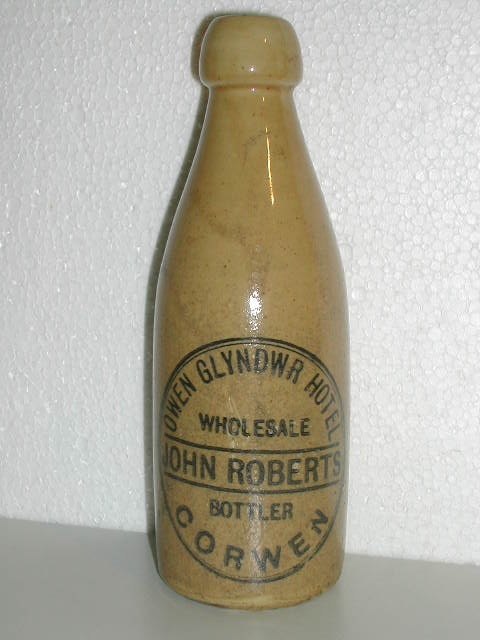 OWEN GLYNDWR HOTEL
WHOLESALE
JOHN ROBERTS
BOTTLER
CORWEN